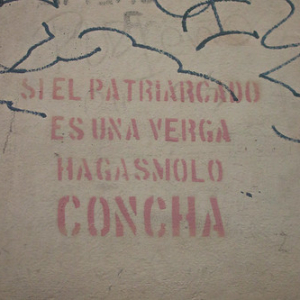 SI EL PATRIARCADO
ES UNA VERGA
HAGASMOLO
CONCHA